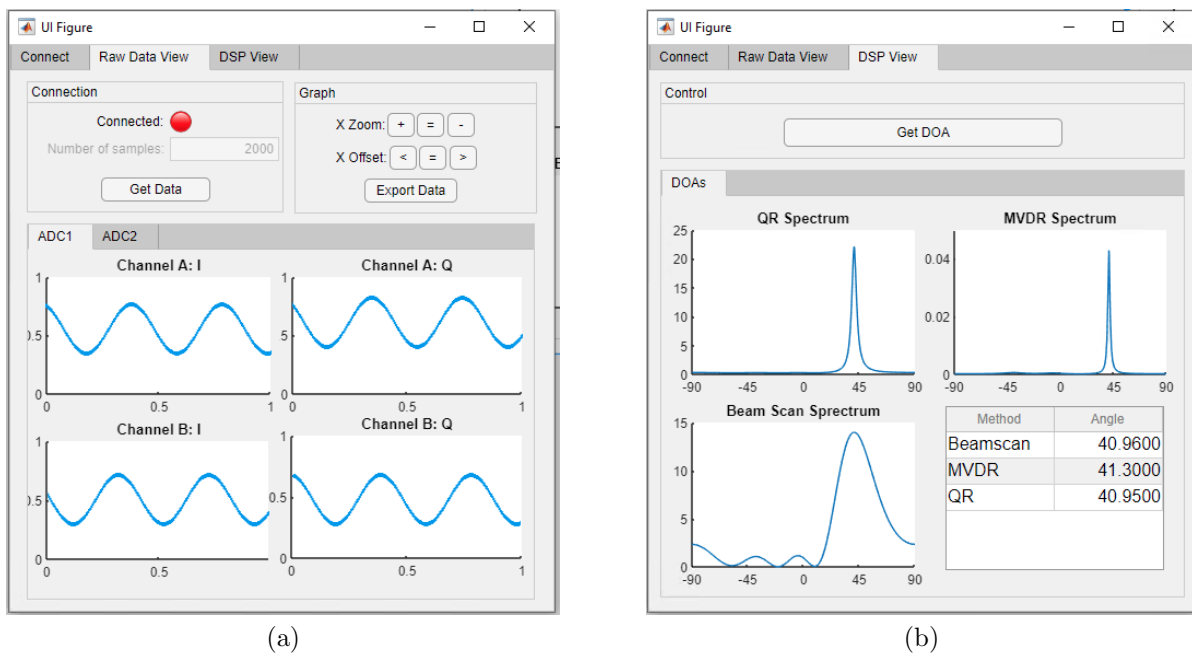 UI Figure
Connect Raw Data View DSP View
Connection
Connected:
Number of samples: 2000
Get Data
Graph
X Zoom: + = -
X Offset: < = >
Export Data
ADC1 ADC2
Channel A: I
1
0.5
0
0 0.5 1
Channel A: Q
1
5
0
0 0.5 1
Channel B: I
1
0.5
0
0 0.5
Channel B: Q
1
0.5
0
0 0.5 1
(a)
UI Figure
Connect Raw Data View DSP View
Control
Get DOA
DOAs
QR Spectrum
25
20
15
10
5
0
-90 -45 0 45 90
MVDR Spectrum
0.04
0.02
0
-90 -45 0 45 90
Beam Scan Sprectrum
15
10
5
0
-90 -45 0 45 90
Method Angle
Beamscan 40.9600
MVDR 41.3000
QR 40.9500
(b)